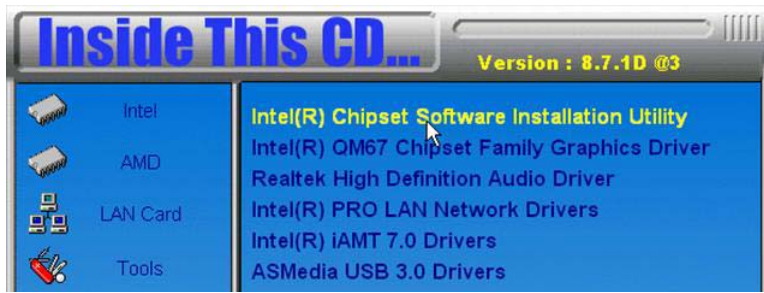 Inside This CD...
Version : 8.7.1D @3
Intel
AMD
LAN Card
Tools
Intel(R) Chipset Software Installation Utility
Intel(R) QM67 Chipset Family Graphics Driver
Realtek High Definition Audio Driver
Intel(R) PRO LAN Network Drivers
Intel(R) iAMT 7.0 Drivers
ASMedia USB 3.0 Drivers